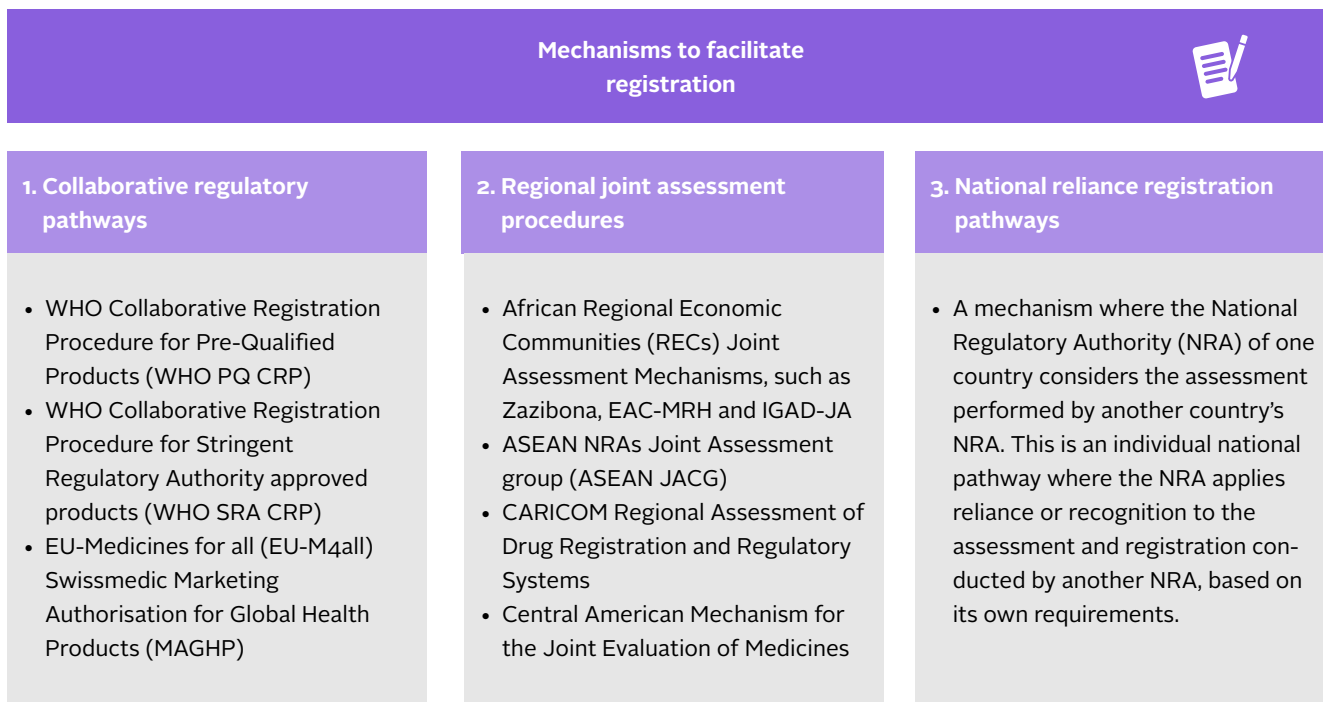 Mechanisms to facilitate
registration
1. Collaborative regulatory
pathways
• WHO Collaborative Registration
Procedure for Pre-Qualified
Products (WHO PQ CRP)
• WHO Collaborative Registration
Procedure for Stringent
Regulatory Authority approved
products (WHO SRA CRP)
• EU-Medicines for all (EU-M4all)
Swissmedic Marketing
Authorisation for Global Health
Products (MAGHP)
2. Regional joint assessment
procedures
• African Regional Economic
Communities (RECs) Joint
Assessment Mechanisms, such as
Zazibona, EAC-MRH and IGAD-JA
• ASEAN NRAs Joint Assessment
group (ASEAN JACG)
• CARICOM Regional Assessment of
Drug Registration and Regulatory
Systems
• Central American Mechanism for
the Joint Evaluation of Medicines
3. National reliance registration
pathways
• A mechanism where the National
Regulatory Authority (NRA) of one
country considers the assessment
performed by another country’s
NRA. This is an individual national
pathway where the NRA applies
reliance or recognition to the
assessment and registration con-
ducted by another NRA, based on
its own requirements.